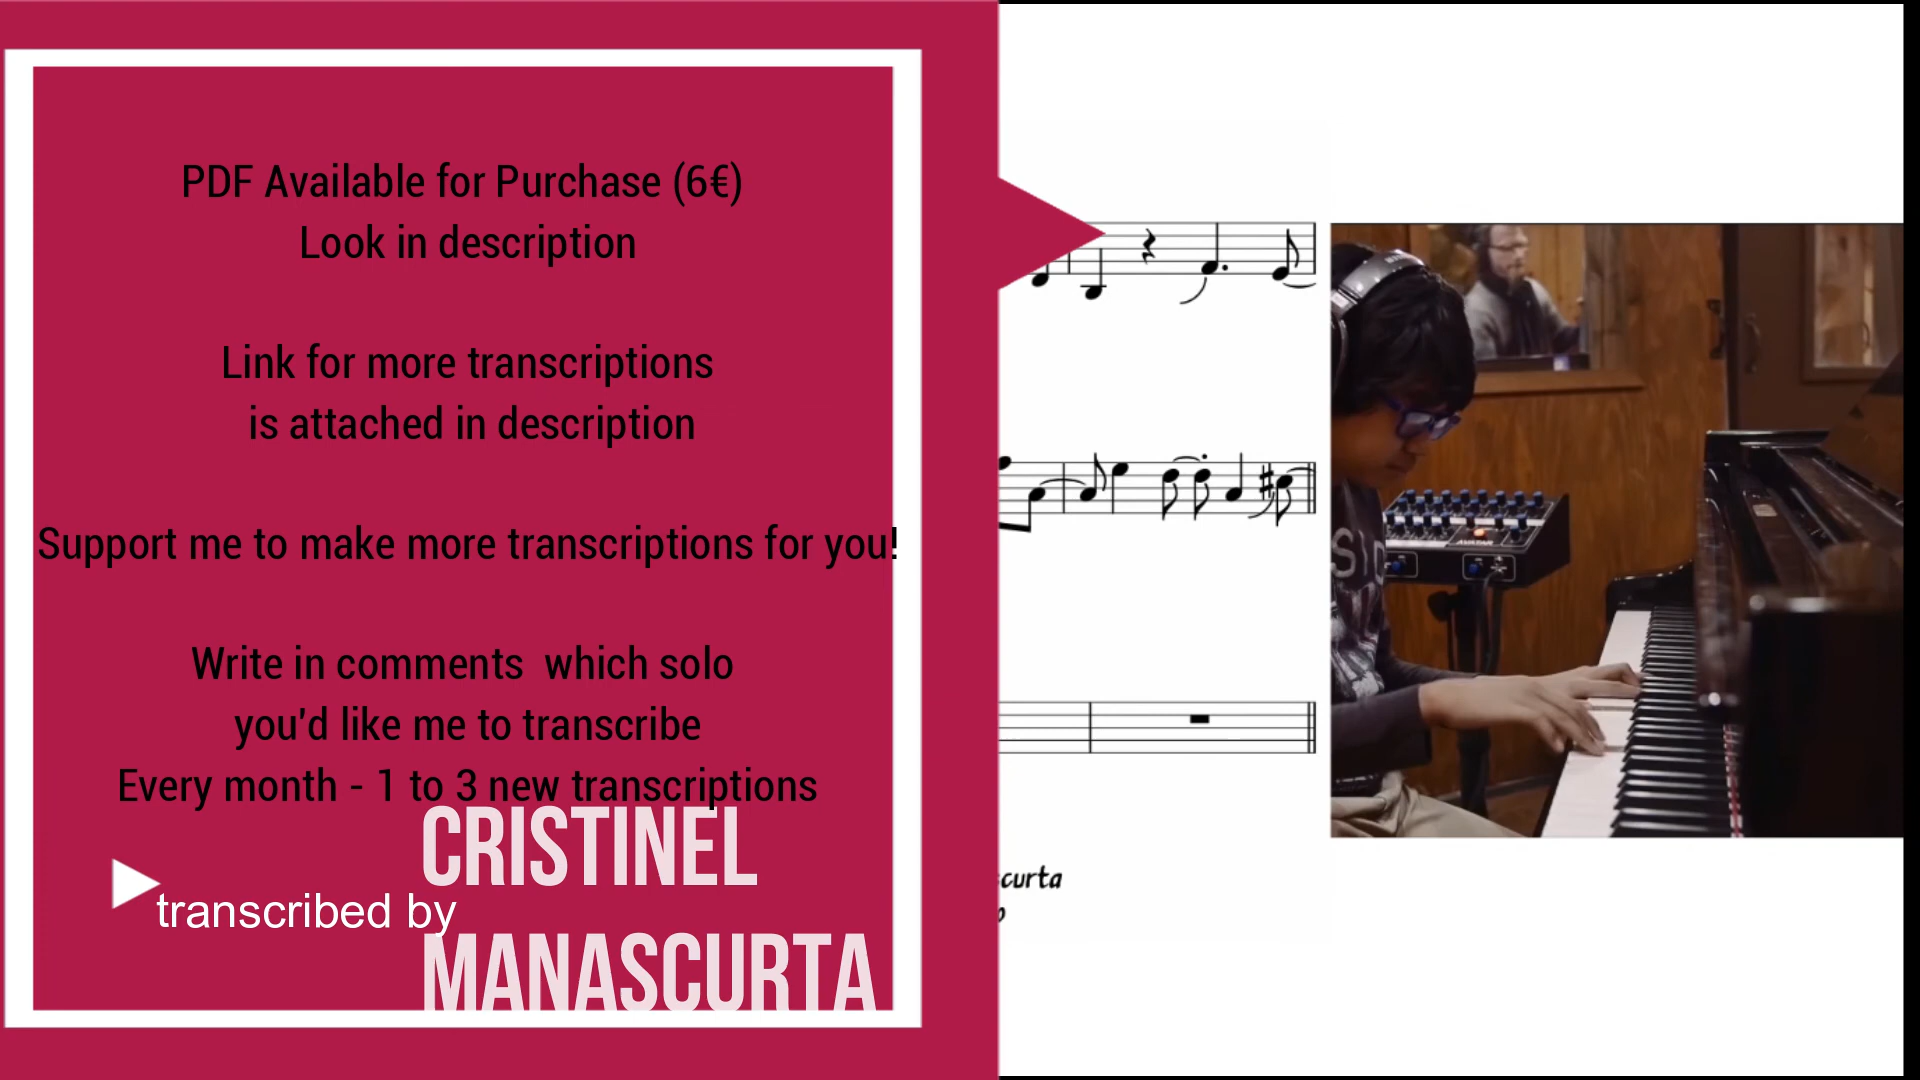 PDF Available for Purchase (6€)
Look in description
Link for more transcriptions
is attached in description
Support me to make more transcriptions for you!
Write in comments  which solo
you'd like me to transcribe
Every month - 1 to 3 new transcriptions
CRISTINEL
transcribed by
MANASCURTA
scurta